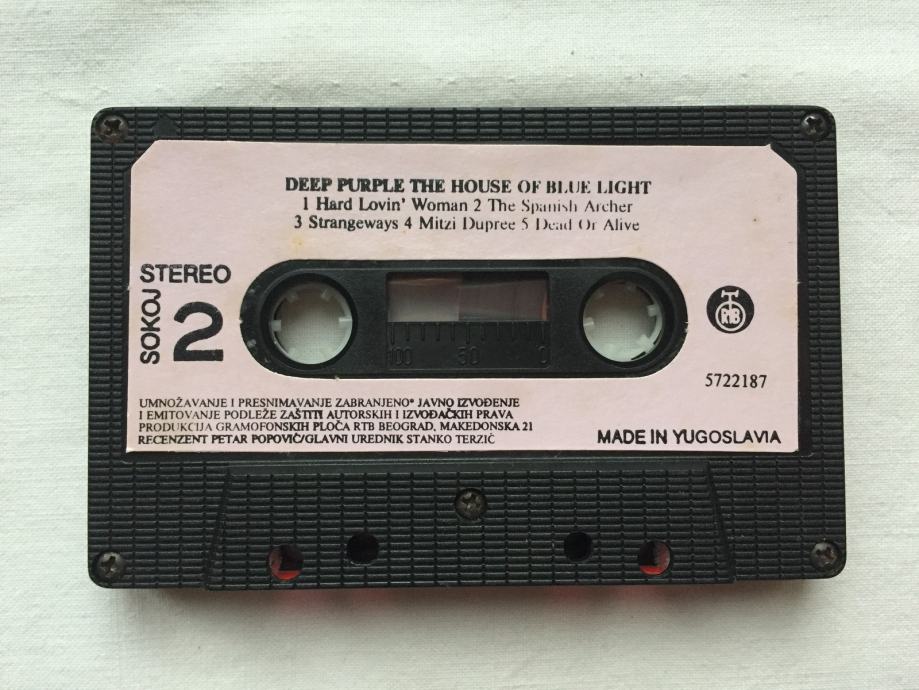 DEEP PURPLE THE HOUSE OF BLUE LIGHT
1 Hard Lovin' Woman 2 The Spanish Archer
3 Strangeways 4 Mitzi Dupree 5 Dead Or Alive
STEREO
SOKOJ
2
RTB
100 50 0
5722187
UMNOŽAVANJE I PRESNIMAVANJE ZABRANJENO* JAVNO IZVOĐENJE
I EMITOVANJE PODLEŽE ZAŠTITI AUTORSKIH I IZVOĐAČKIH PRAVA
PRODUKCIJA GRAMOFONSKIH PLOČA RTB BEOGRAD, MAKEDONSKA 21
RECENZENT PETAR POPOVIĆ/GLAVNI UREDNIK STANKO TERZIĆ
MADE IN YUGOSLAVIA